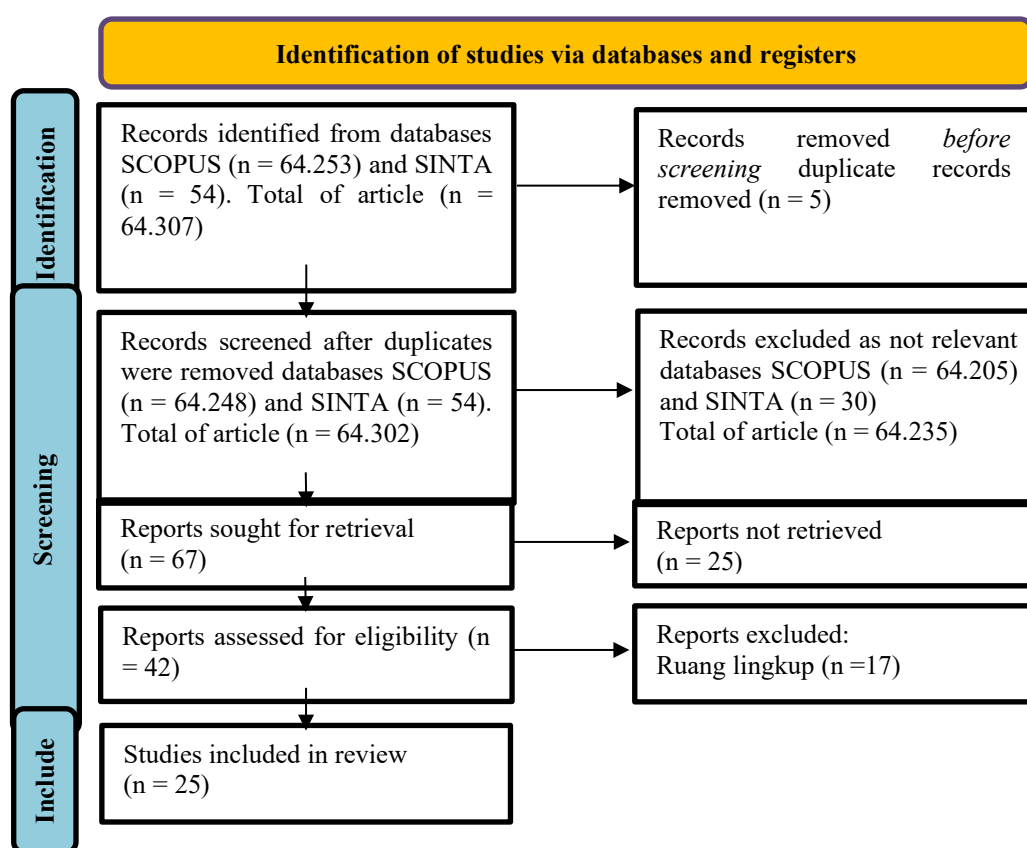 Identification of studies via databases and registers
Identification
Records identified from databases
SCOPUS (n = 64.253) and SINTA
(n = 54). Total of article (n =
64.307)
Records removed before
screening duplicate records
removed (n = 5)
Screening
Records screened after duplicates
were removed databases SCOPUS
(n = 64.248) and SINTA (n = 54).
Total of article (n = 64.302)
Records excluded as not relevant
databases SCOPUS (n = 64.205)
and SINTA (n = 30)
Total of article (n = 64.235)
Reports sought for retrieval
(n = 67)
Reports not retrieved
(n = 25)
Reports assessed for eligibility (n
= 42)
Reports excluded:
Ruang lingkup (n =17)
Include
Studies included in review
(n = 25)